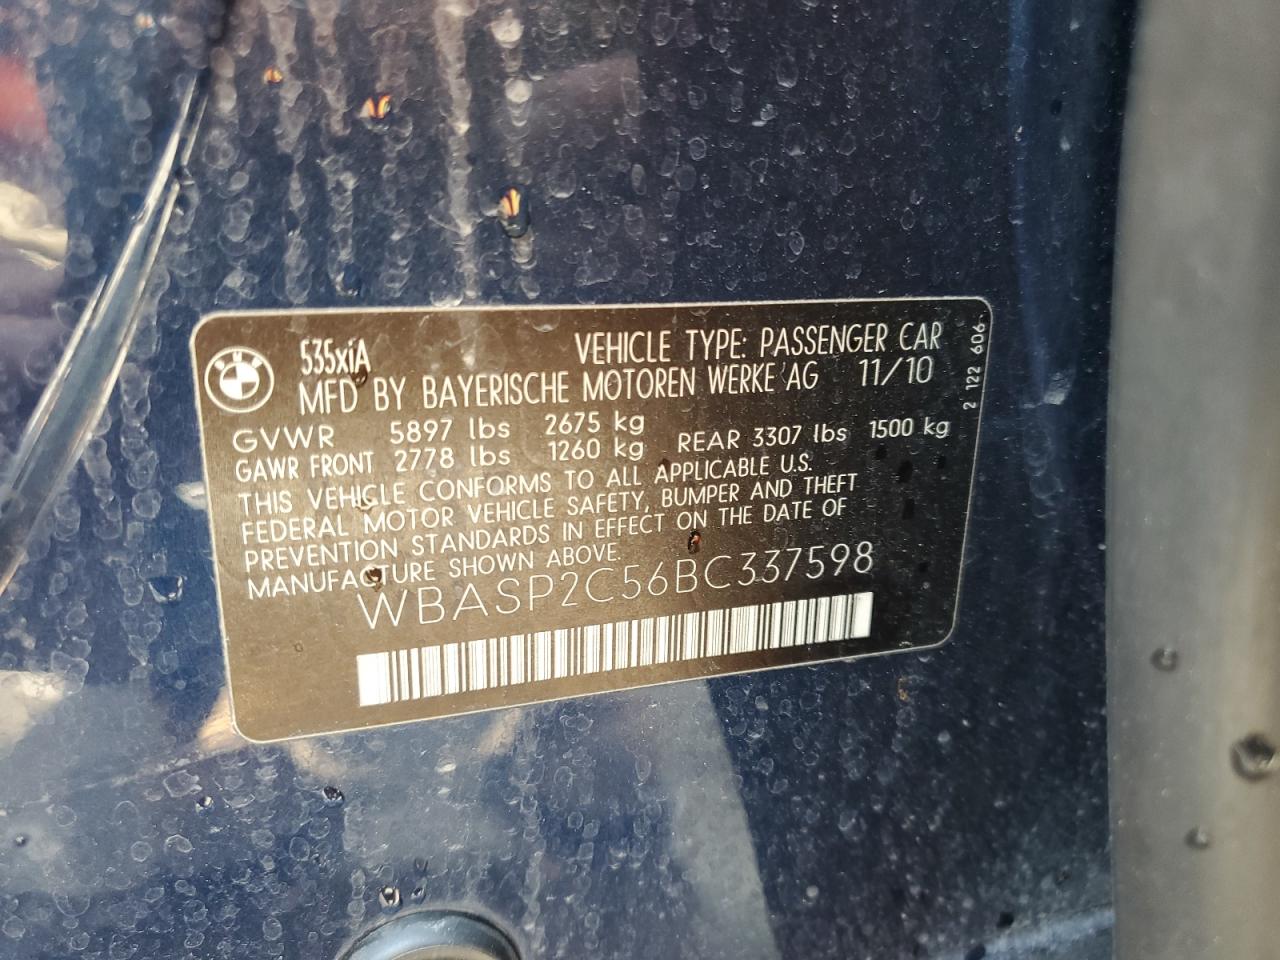 535xiA
VEHICLE TYPE: PASSENGER CAR
MFD BY BAYERISCHE MOTOREN WERKE AG 11/10
GVWR 5897 lbs 2675 kg
GAWR FRONT 2778 lbs 1260 kg REAR 3307 lbs 1500 kg
THIS VEHICLE CONFORMS TO ALL APPLICABLE U.S.
FEDERAL MOTOR VEHICLE SAFETY, BUMPER AND THEFT
PREVENTION STANDARDS IN EFFECT ON THE DATE OF
MANUFACTURE SHOWN ABOVE.
WBASP2C56BC337598
2 122 606